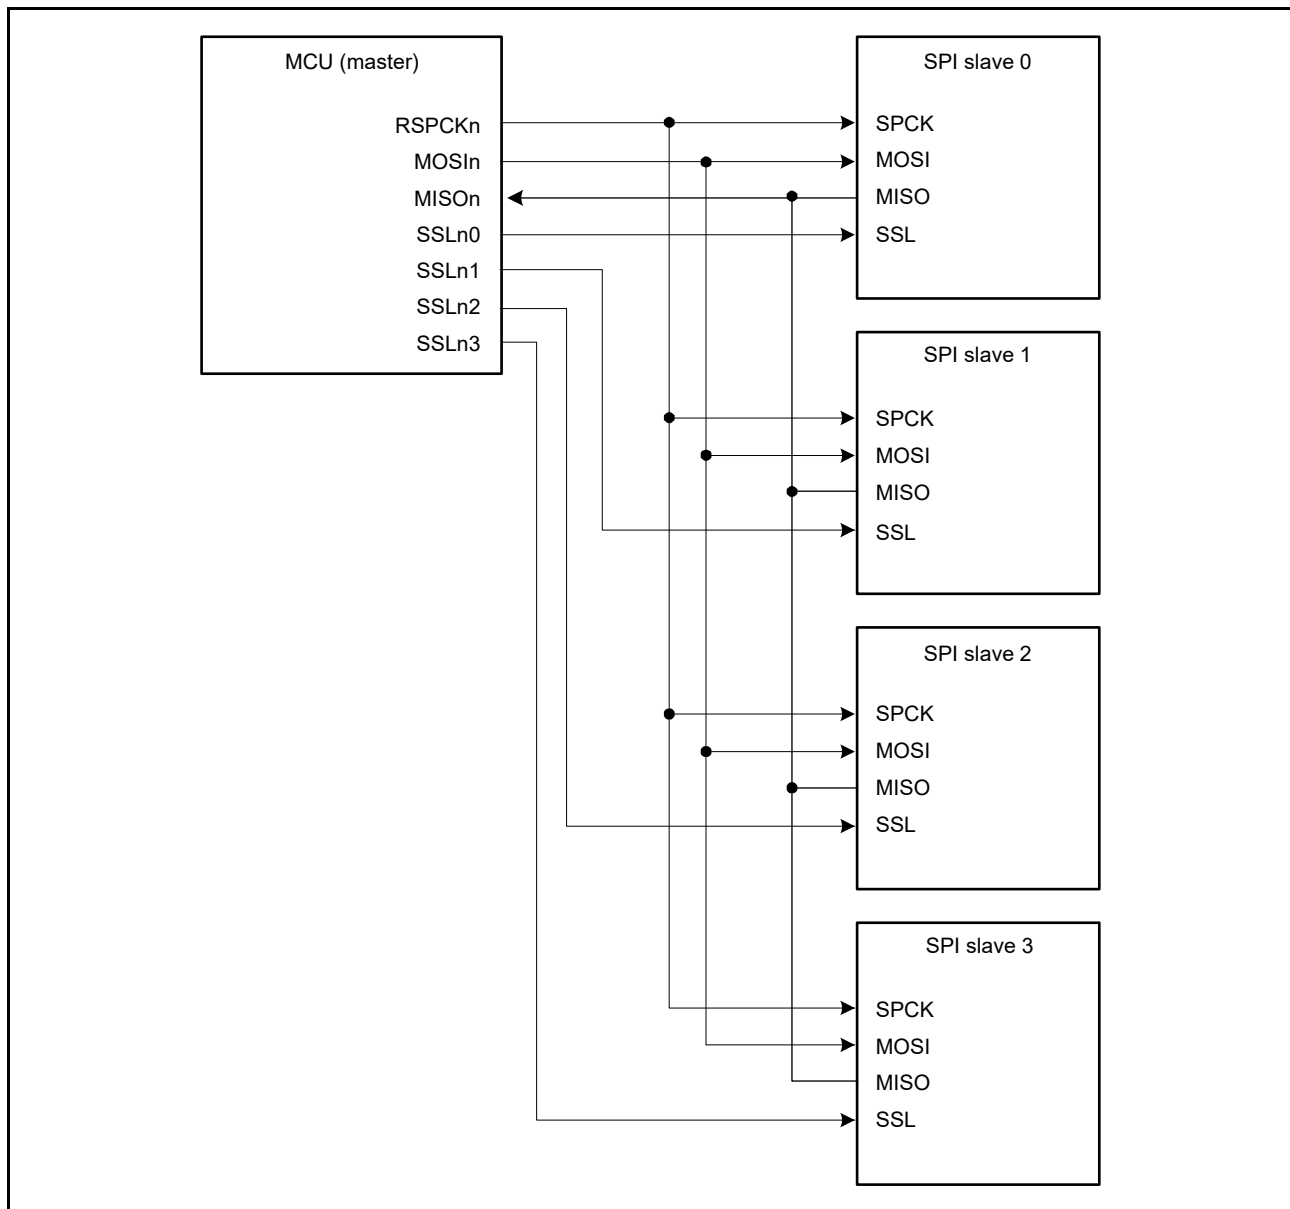 MCU (master)
RSPCKn
MOSIn
MISOn
SSLn0
SSLn1
SSLn2
SSLn3
SPI slave 0
SPCK
MOSI
MISO
SSL
SPI slave 1
SPCK
MOSI
MISO
SSL
SPI slave 2
SPCK
MOSI
MISO
SSL
SPI slave 3
SPCK
MOSI
MISO
SSL